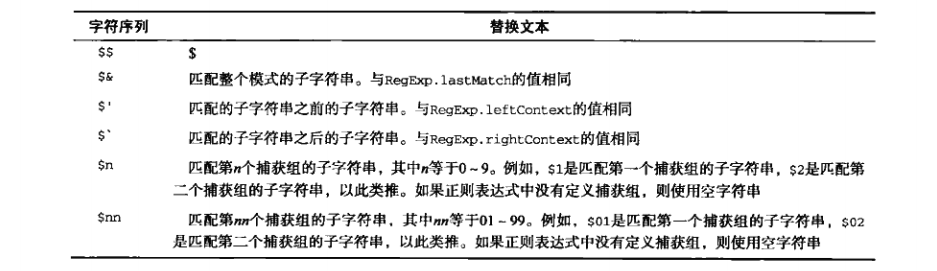 字符序列 替换文本
$$ $
$& 匹配整个模式的子字符串。与RegExp.lastMatch的值相同
$' 匹配的子字符串之前的子字符串。与RegExp.leftContext的值相同
$` 匹配的子字符串之后的子字符串。与RegExp.rightContext的值相同
$n 匹配第n个捕获组的子字符串，其中n等于0~9。例如，$1是匹配第一个捕获组的子字符串，$2是匹配第
二个捕获组的子字符串，以此类推。如果正则表达式中没有定义捕获组，则使用空字符串
$nn 匹配第nn个捕获组的子字符串，其中nn等于01~99。例如，$01是匹配第一个捕获组的子字符串，$02
是匹配第二个捕获组的子字符串，以此类推。如果正则表达式中没有定义捕获组，则使用空字符串